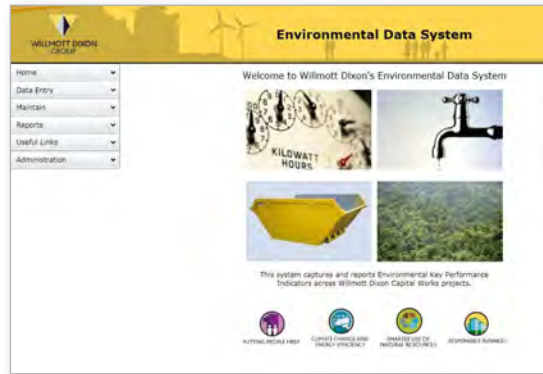 WILLMOTT DIXON
GROUP
Environmental Data System
Home
Data Entry
Maintain
Reports
Useful Links
Administration
Welcome to Willmott Dixon's Environmental Data System
KILOWATT
HOURS
This system captures and reports Environmental Key Performance
Indicators across Willmott Dixon Capital Works projects.
PUTTING PEOPLE FIRST
CLIMATE CHANGE AND
ENERGY EFFICIENCY
SMARTER USE OF
NATURAL RESOURCES
RESPONSIBLE BUSINESS